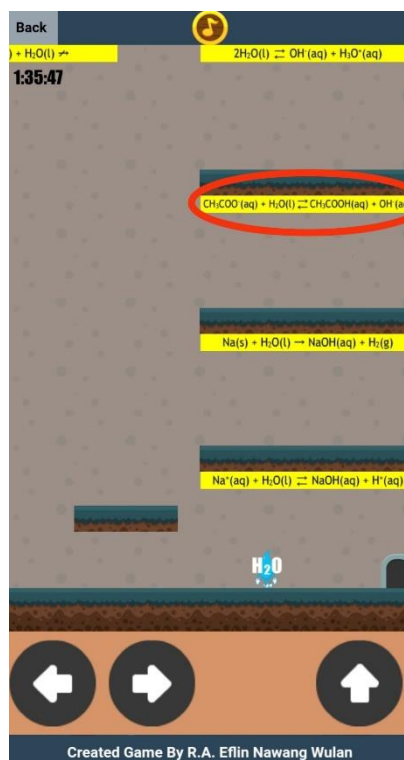 Back
) + H₂O(l) ↛
2H₂O(l) ⇄ OH⁻(aq) + H₃O⁺(aq)
1:35:47
CH₃COO⁻(aq) + H₂O(l) ⇄ CH₃COOH(aq) + OH⁻(a
Na(s) + H₂O(l) → NaOH(aq) + H₂(g)
Na⁺(aq) + H₂O(l) ⇄ NaOH(aq) + H⁺(aq)
H₂O
Created Game By R.A. Eflin Nawang Wulan